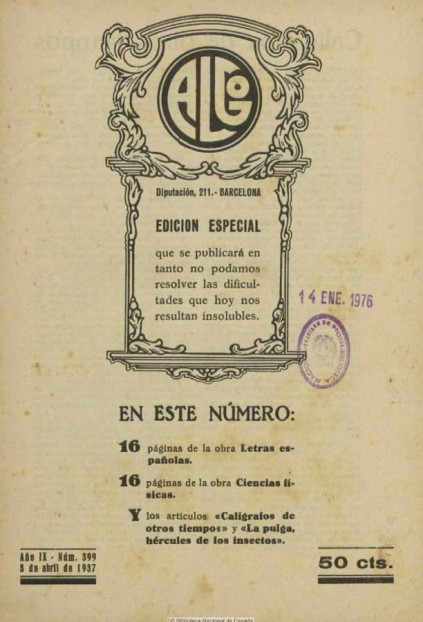 ALGO
Diputación, 211.- BARCELONA
EDICION ESPECIAL
que se publicará en
tanto no podamos
resolver las dificul-
tades que hoy nos
resultan insolubles.
14 ENE. 1976
EN ESTE NÚMERO:
16 páginas de la obra Letras es-
pañolas.
16 páginas de la obra Ciencias fí-
sicas.
Y los artículos «Calígrafos de
otros tiempos» y «La pulga,
hércules de los insectos».
Año IX - Núm. 399
3 de abril de 1937
50 cts.
© Biblioteca Nacional de España